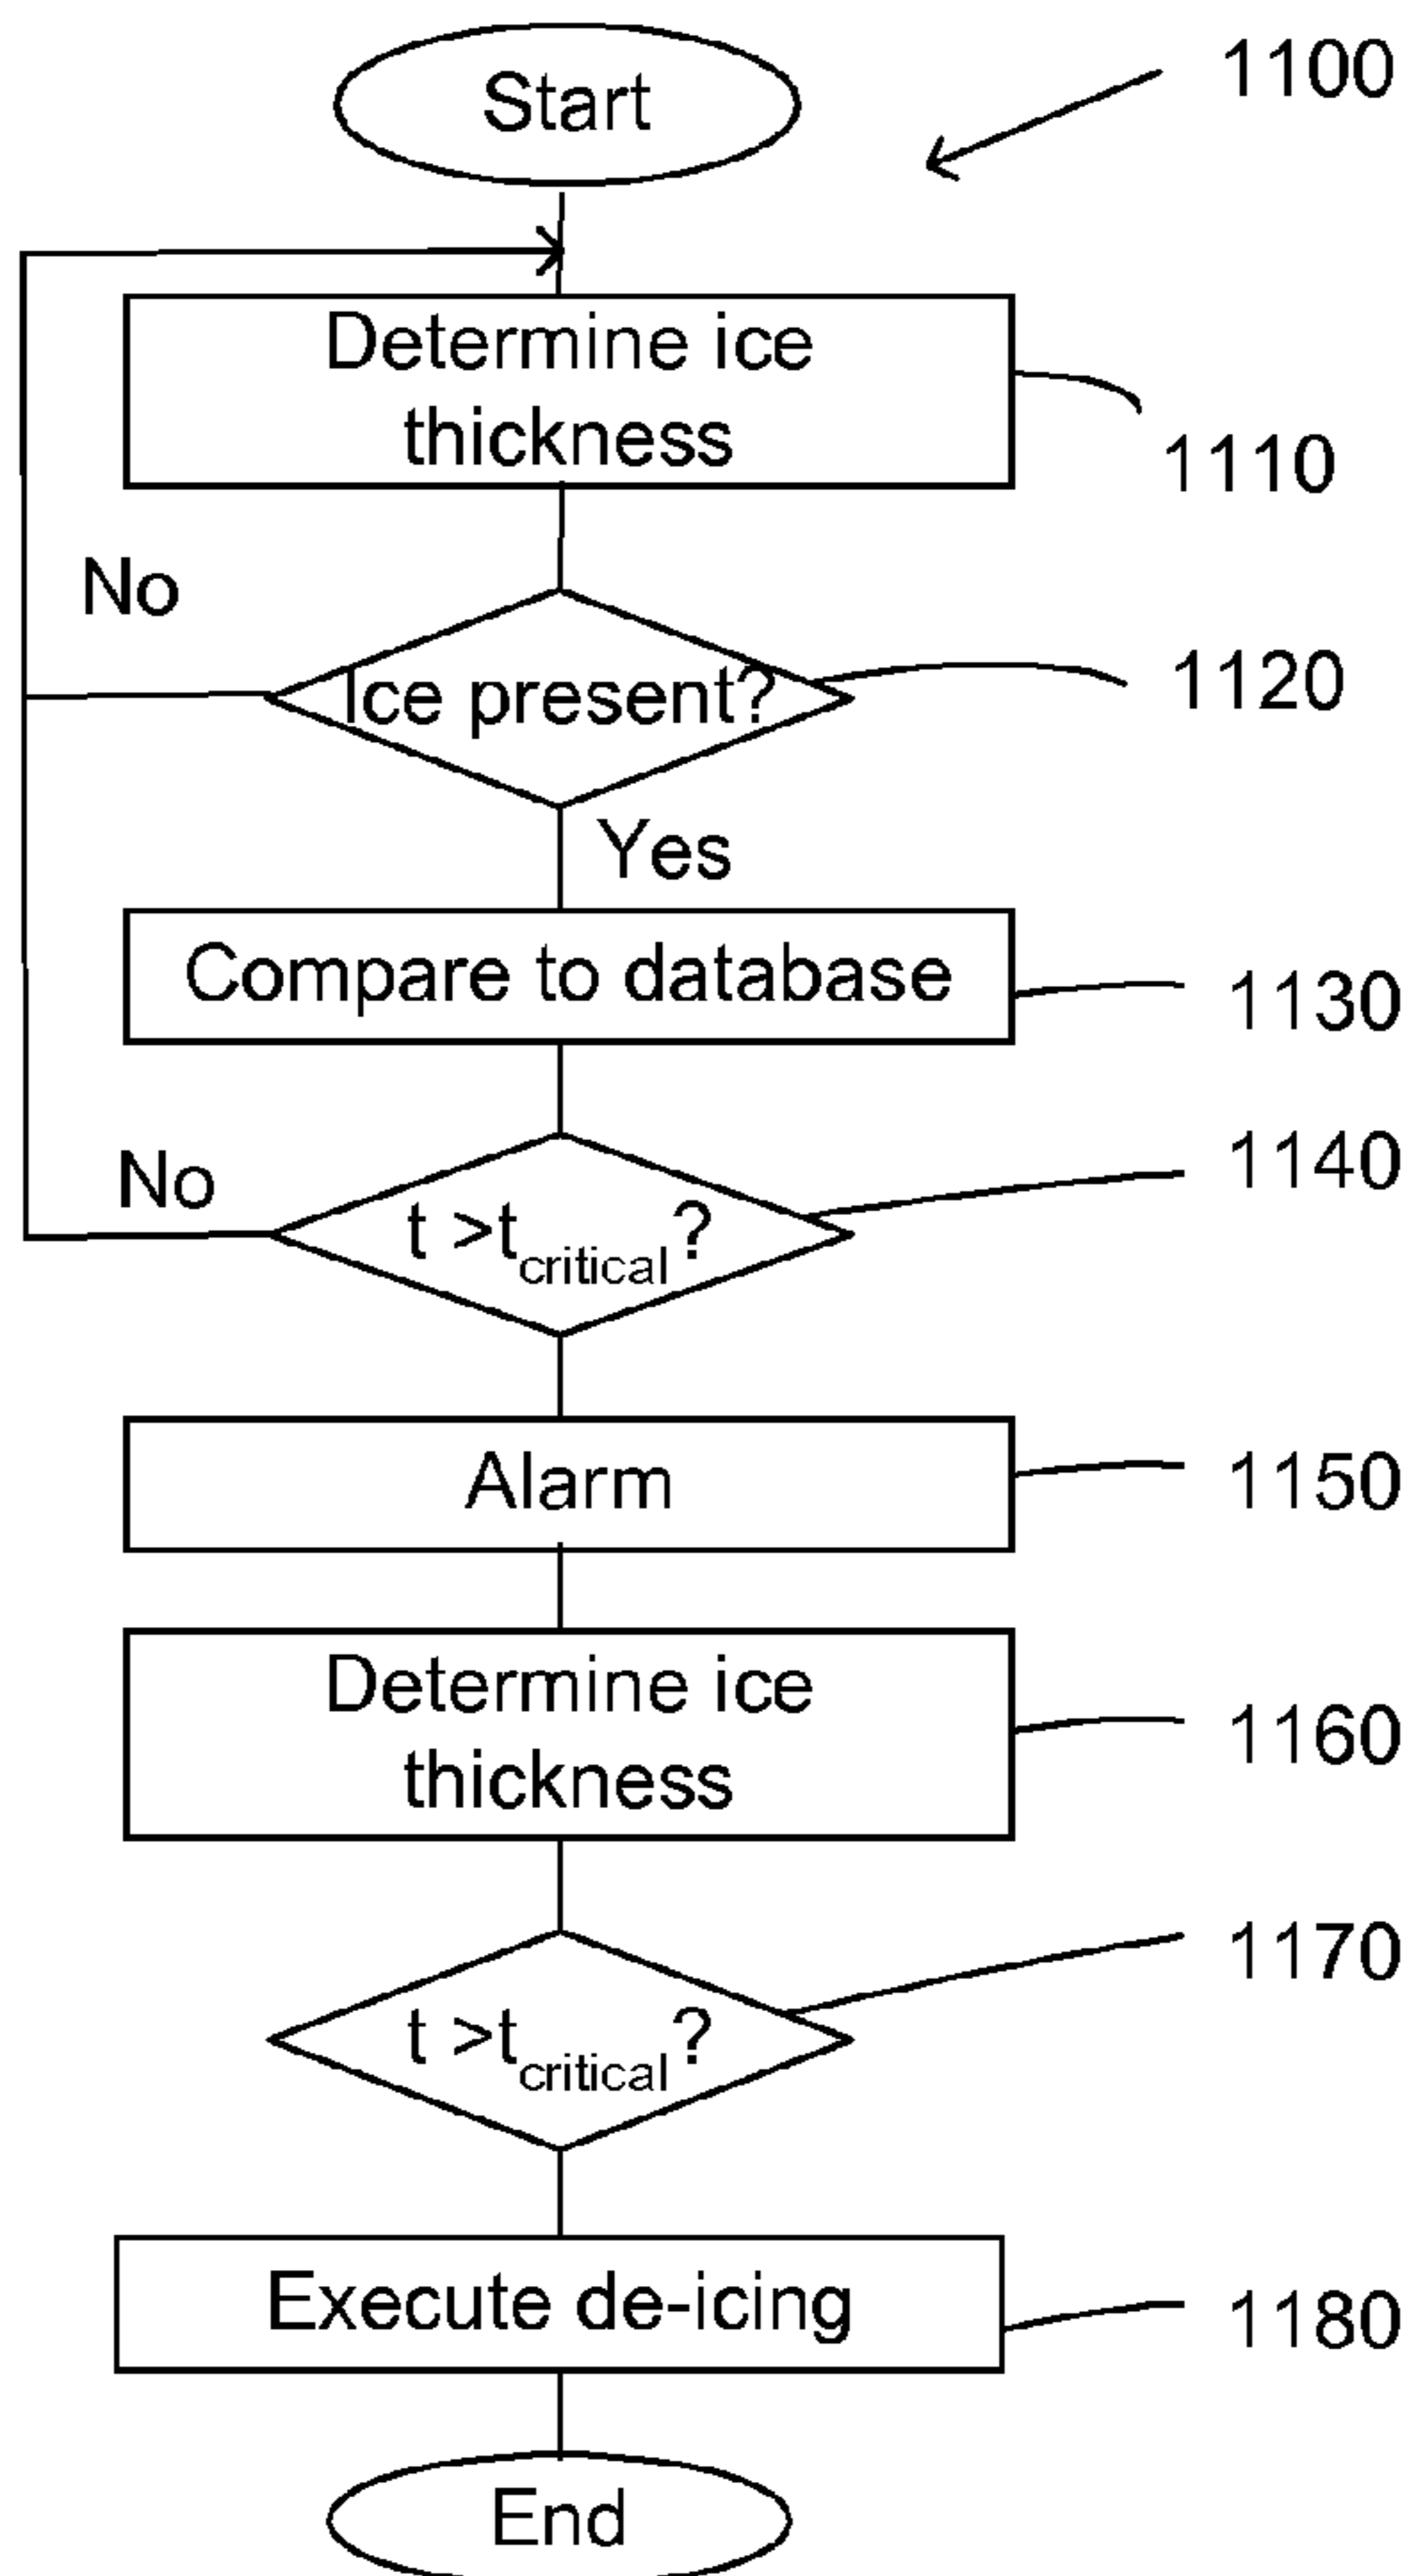 Start
1100
Determine ice
thickness
1110
No
Ice present?
1120
Yes
Compare to database
1130
No
t >tcritical?
1140
Alarm
1150
Determine ice
thickness
1160
t >tcritical?
1170
Execute de-icing
1180
End